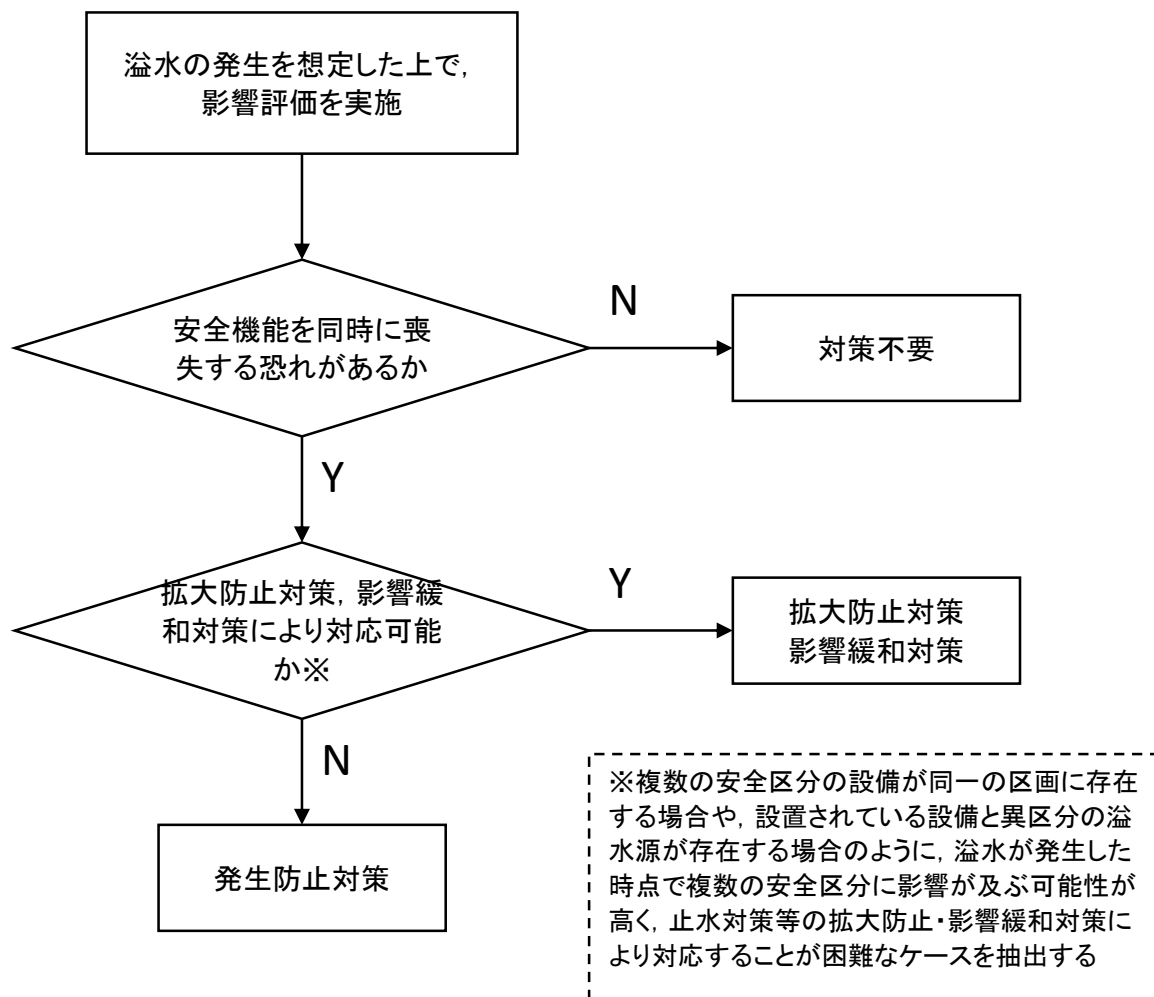 溢水の発生を想定した上で,
影響評価を実施
安全機能を同時に喪
失する恐れがあるか
N
対策不要
Y
拡大防止対策, 影響緩
和対策により対応可能
か※
Y
拡大防止対策
影響緩和対策
N
発生防止対策
※複数の安全区分の設備が同一の区画に存在
する場合や, 設置されている設備と異区分の溢
水源が存在する場合のように, 溢水が発生した
時点で複数の安全区分に影響が及ぶ可能性が
高く, 止水対策等の拡大防止・影響緩和対策に
より対応することが困難なケースを抽出する